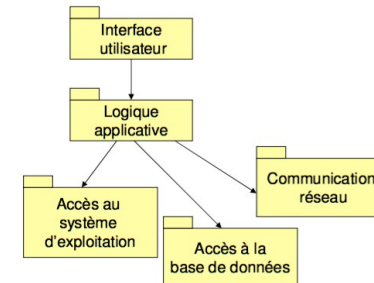 Interface
utilisateur
Logique
applicative
Communication
réseau
Accès au
système
d'exploitation
Accès à la
base de données